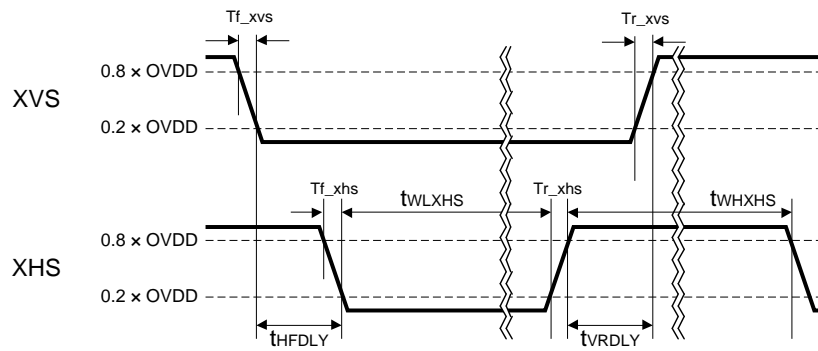 Tf_xvs
Tr_xvs
XVS
0.8 × OVDD
0.2 × OVDD
Tf_xhs
tWLXHS
Tr_xhs
tWHXHS
XHS
0.8 × OVDD
0.2 × OVDD
tHFDLY
tVRDLY